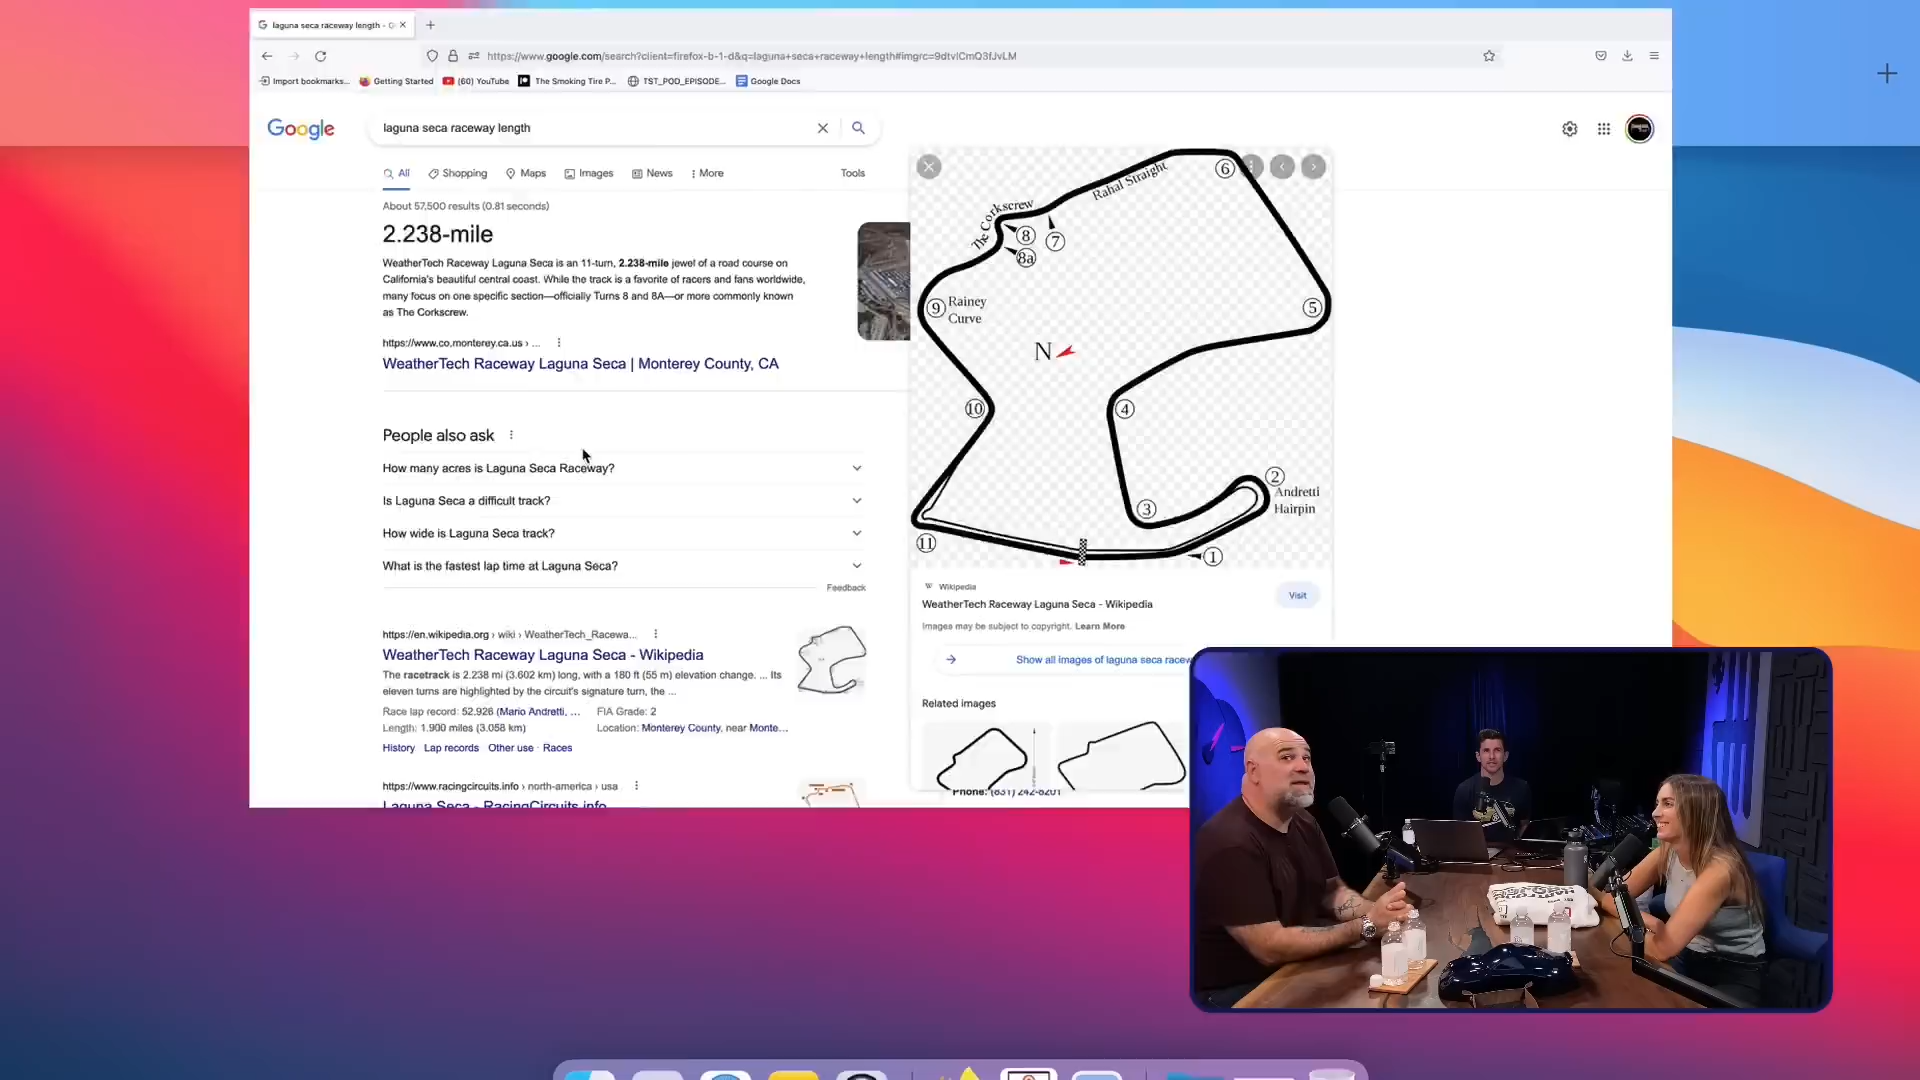 laguna seca raceway length - G
https://www.google.com/search?client=firefox-b-1-d&q=laguna+seca+raceway+length#imgrc=9dtvlCmQ3fJvLM
Import bookmarks...
Getting Started
(60) YouTube
The Smoking Tire P...
TST_POD_EPISODE...
Google Docs
Google
laguna seca raceway length
All
Shopping
Maps
Images
News
More
Tools
About 57,500 results (0.81 seconds)
2.238-mile
WeatherTech Raceway Laguna Seca is an 11-turn, 2.238-mile jewel of a road course on
California's beautiful central coast. While the track is a favorite of racers and fans worldwide,
many focus on one specific section—officially Turns 8 and 8A—or more commonly known
as The Corkscrew.
https://www.co.monterey.ca.us › ...
WeatherTech Raceway Laguna Seca | Monterey County, CA
People also ask
How many acres is Laguna Seca Raceway?
Is Laguna Seca a difficult track?
How wide is Laguna Seca track?
What is the fastest lap time at Laguna Seca?
Feedback
https://en.wikipedia.org › wiki › WeatherTech_Racewa...
WeatherTech Raceway Laguna Seca - Wikipedia
The racetrack is 2.238 mi (3.602 km) long, with a 180 ft (55 m) elevation change. ... Its
eleven turns are highlighted by the circuit's signature turn, the ...
Race lap record: 52.926 (Mario Andretti, ...
FIA Grade: 2
Length: 1.900 miles (3.058 km)
Location: Monterey County, near Monte...
History
Lap records
Other use
Races
https://www.racingcircuits.info › north-america › usa
Laguna Seca - RacingCircuits.info
Rahal Straight
6
The Corkscrew
8
7
8a
9
Rainey
Curve
5
N
10
4
2
Andretti
Hairpin
3
11
1
W Wikipedia
WeatherTech Raceway Laguna Seca - Wikipedia
Visit
Images may be subject to copyright. Learn More
Show all images of laguna seca racew
Related images
Phone: (831) 242-8201